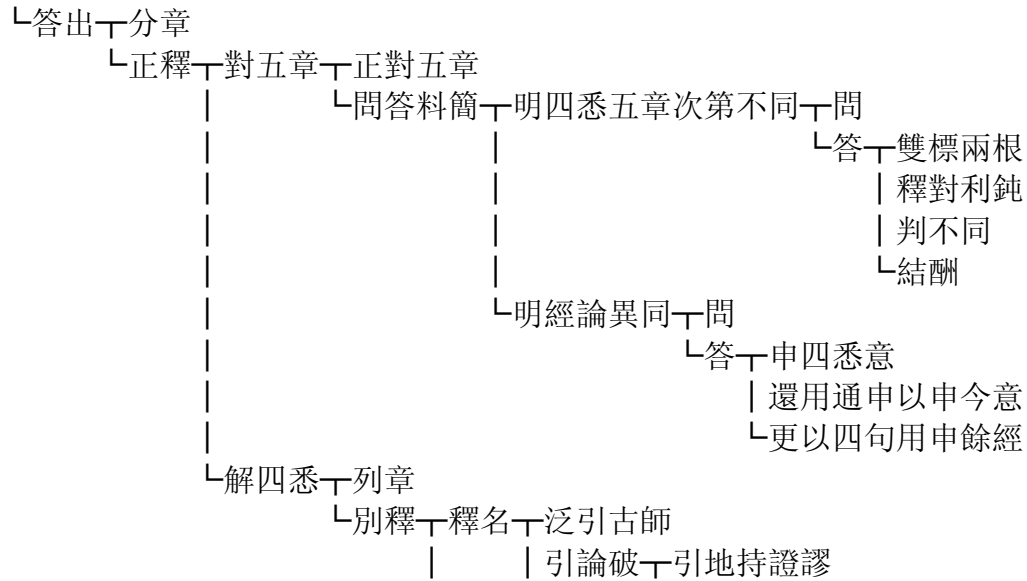 └答出┬分章
└正釋┬對五章┬正對五章
│ └問答料簡┬明四悉五章次第不同┬問
│ │ └答┬雙標兩根
│ │ │釋對利鈍
│ │ │判不同
│ │ └結酬
│ └明經論異同┬問
│ └答┬申四悉意
│ │還用通申以申今意
│ └更以四句用申餘經
└解四悉┬列章
└別釋┬釋名┬泛引古師
│ │引論破┬引地持證謬